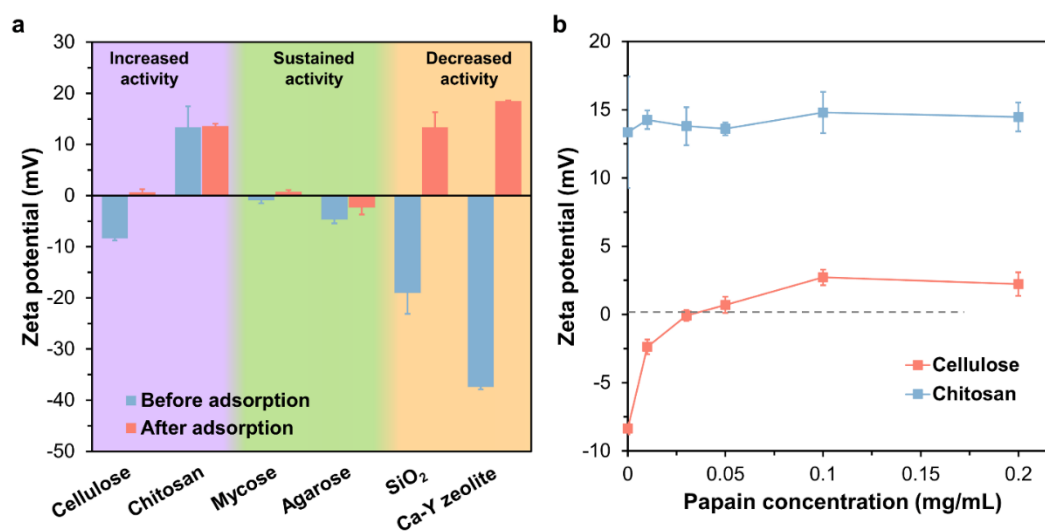 a
Increased
activity
Sustained
activity
Decreased
activity
30
20
10
0
-10
-20
-30
-40
-50
Zeta potential (mV)
Before adsorption
After adsorption
Cellulose
Chitosan
Mycose
Agarose
SiO₂
Ca-Y zeolite
b
20
15
10
5
0
-5
-10
Zeta potential (mV)
Cellulose
Chitosan
0
0.05
0.1
0.15
0.2
Papain concentration (mg/mL)